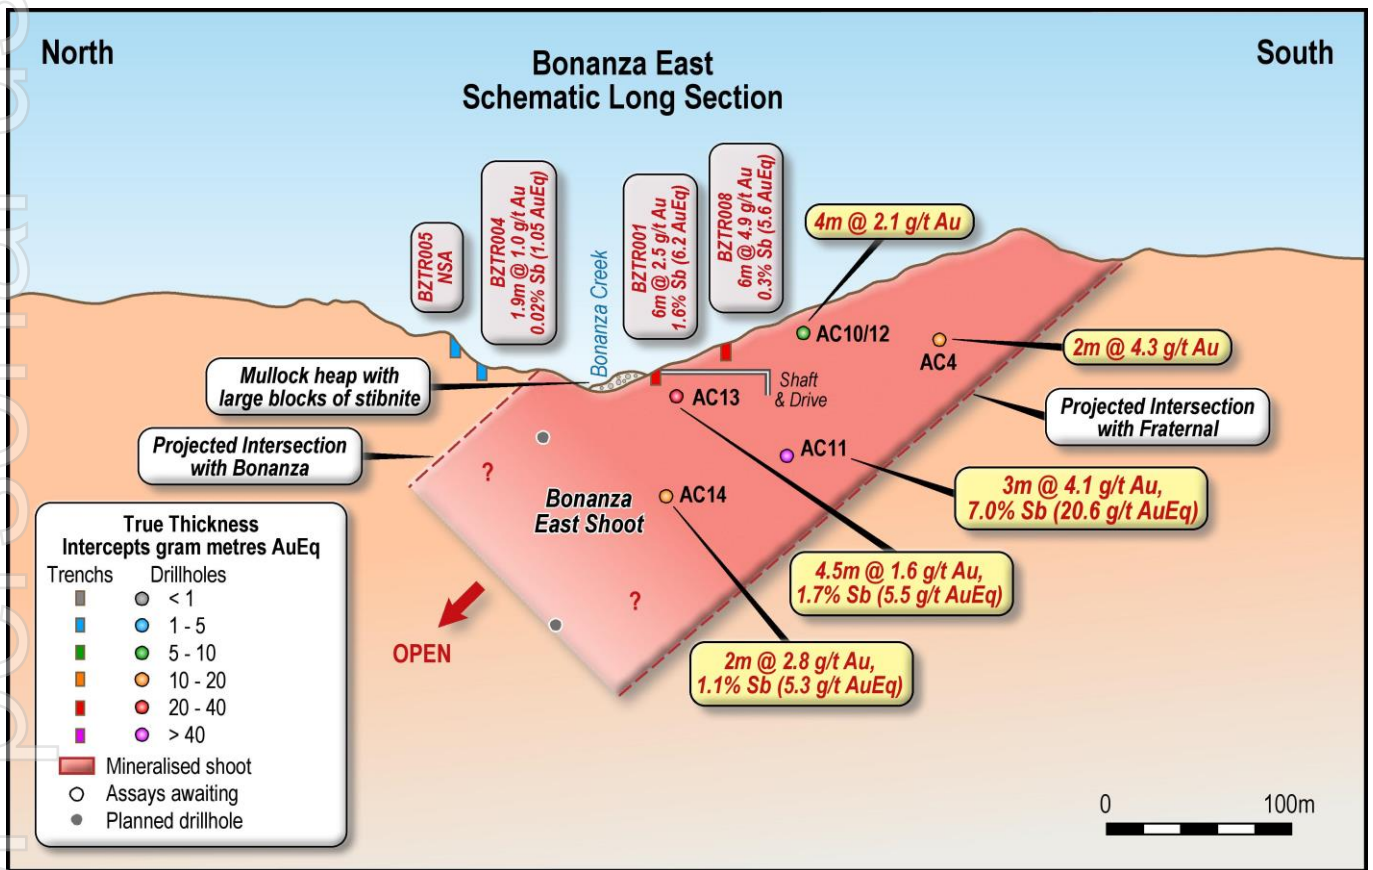 North
South
Bonanza East
Schematic Long Section
BZTR005
NSA
BZTR004
1.9m @ 1.0 g/t Au
0.02% Sb (1.05 AuEq)
Bonanza Creek
BZTR001
6m @ 2.5 g/t Au
1.6% Sb (6.2 AuEq)
BZTR008
6m @ 4.9 g/t Au
0.3% Sb (5.6 AuEq)
4m @ 2.1 g/t Au
AC10/12
AC4
2m @ 4.3 g/t Au
Mullock heap with
large blocks of stibnite
Shaft
& Drive
AC13
Projected Intersection
with Fraternal
Projected Intersection
with Bonanza
AC11
?
3m @ 4.1 g/t Au,
7.0% Sb (20.6 g/t AuEq)
Bonanza
East Shoot
AC14
4.5m @ 1.6 g/t Au,
1.7% Sb (5.5 g/t AuEq)
?
OPEN
2m @ 2.8 g/t Au,
1.1% Sb (5.3 g/t AuEq)
True Thickness
Intercepts gram metres AuEq
Trenchs Drillholes
< 1
1 - 5
5 - 10
10 - 20
20 - 40
> 40
Mineralised shoot
Assays awaiting
Planned drillhole
0 100m